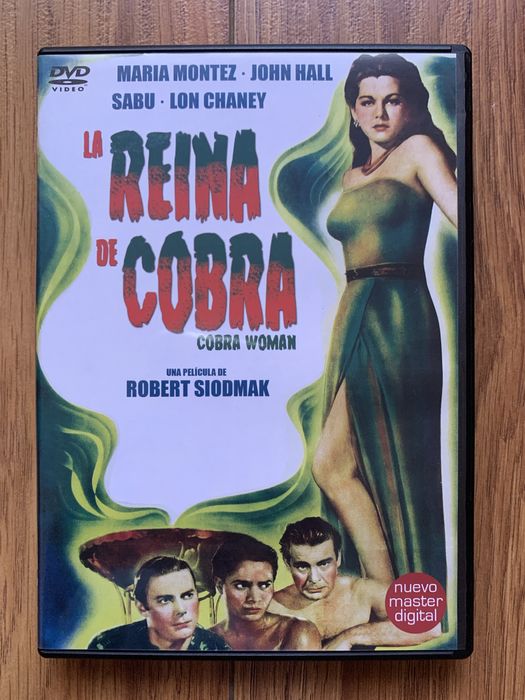 DVD
VIDEO
MARIA MONTEZ · JOHN HALL
SABU · LON CHANEY
LA
REINA
DE
COBRA
COBRA WOMAN
UNA PELÍCULA DE
ROBERT SIODMAK
nuevo
master
digital